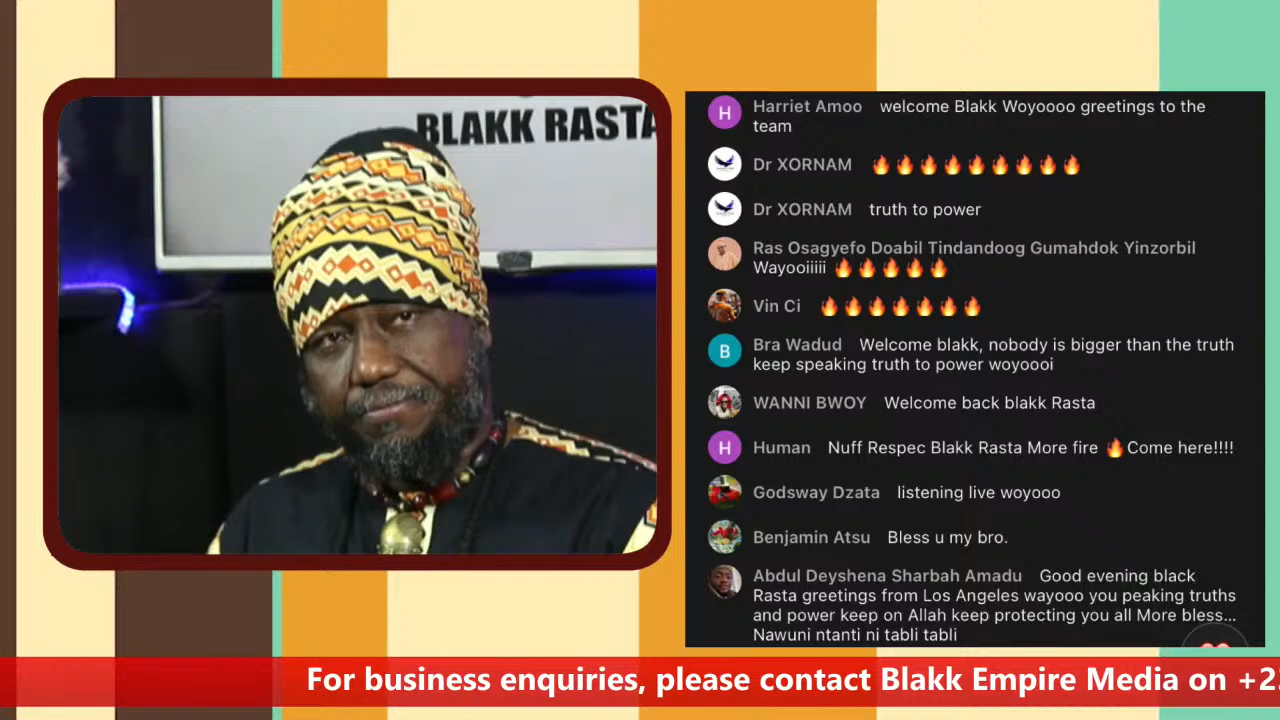 BLAKK RASTA
H Harriet Amoo welcome Blakk Woyoooo greetings to the
team
Dr XORNAM 🔥🔥🔥🔥🔥🔥🔥🔥🔥
Dr XORNAM truth to power
Ras Osagyefo Doabil Tindandoog Gumahdok Yinzorbil
Wayooiiiii 🔥🔥🔥🔥🔥
Vin Ci 🔥🔥🔥🔥🔥🔥🔥
B Bra Wadud Welcome blakk, nobody is bigger than the truth
keep speaking truth to power woyoooi
WANNI BWOY Welcome back blakk Rasta
H Human Nuff Respec Blakk Rasta More fire 🔥Come here!!!!
Godsway Dzata listening live woyooo
Benjamin Atsu Bless u my bro.
Abdul Deyshena Sharbah Amadu Good evening black
Rasta greetings from Los Angeles wayooo you peaking truths
and power keep on Allah keep protecting you all More bless...
Nawuni ntanti ni tabli tabli
For business enquiries, please contact Blakk Empire Media on +2